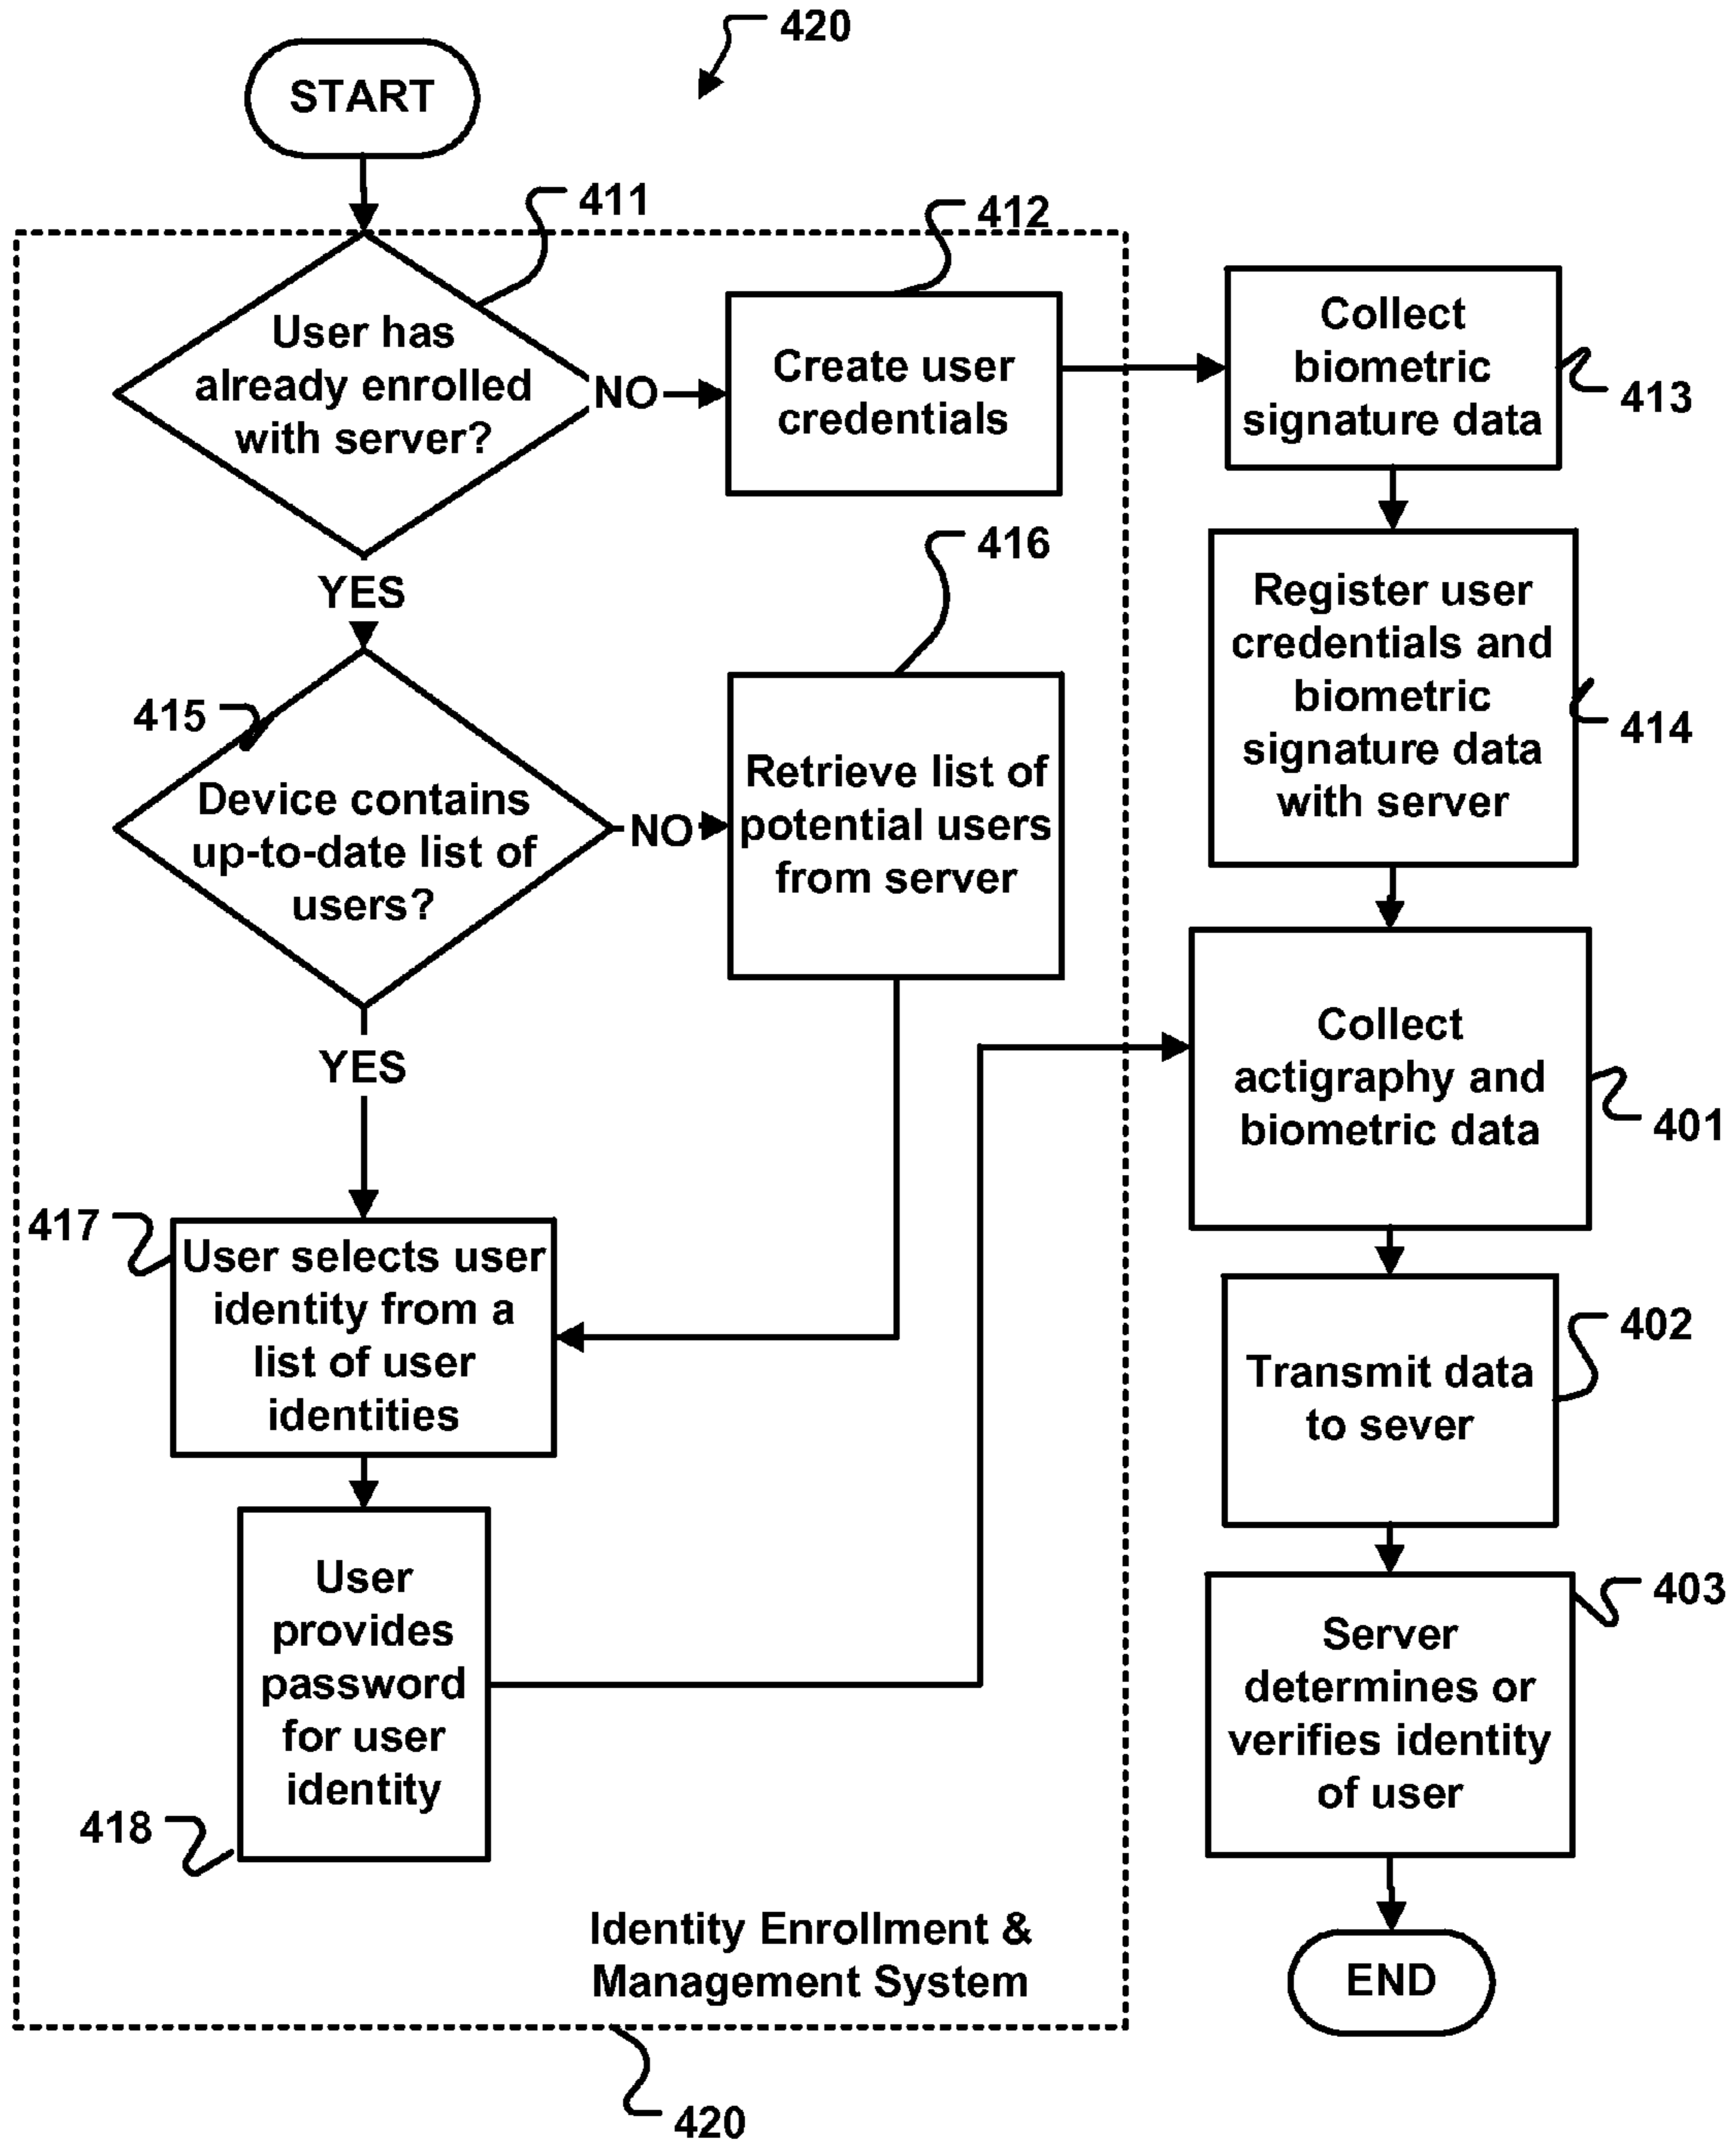 420
START
411
412
User has
already enrolled
with server?
NO
Create user
credentials
Collect
biometric
signature data
413
YES
416
Register user
credentials and
biometric
signature data
with server
414
415
Device contains
up-to-date list of
users?
NO
Retrieve list of
potential users
from server
YES
Collect
actigraphy and
biometric data
401
417
User selects user
identity from a
list of user
identities
402
Transmit data
to sever
User
provides
password
for user
identity
418
403
Server
determines or
verifies identity
of user
Identity Enrollment &
Management System
END
420